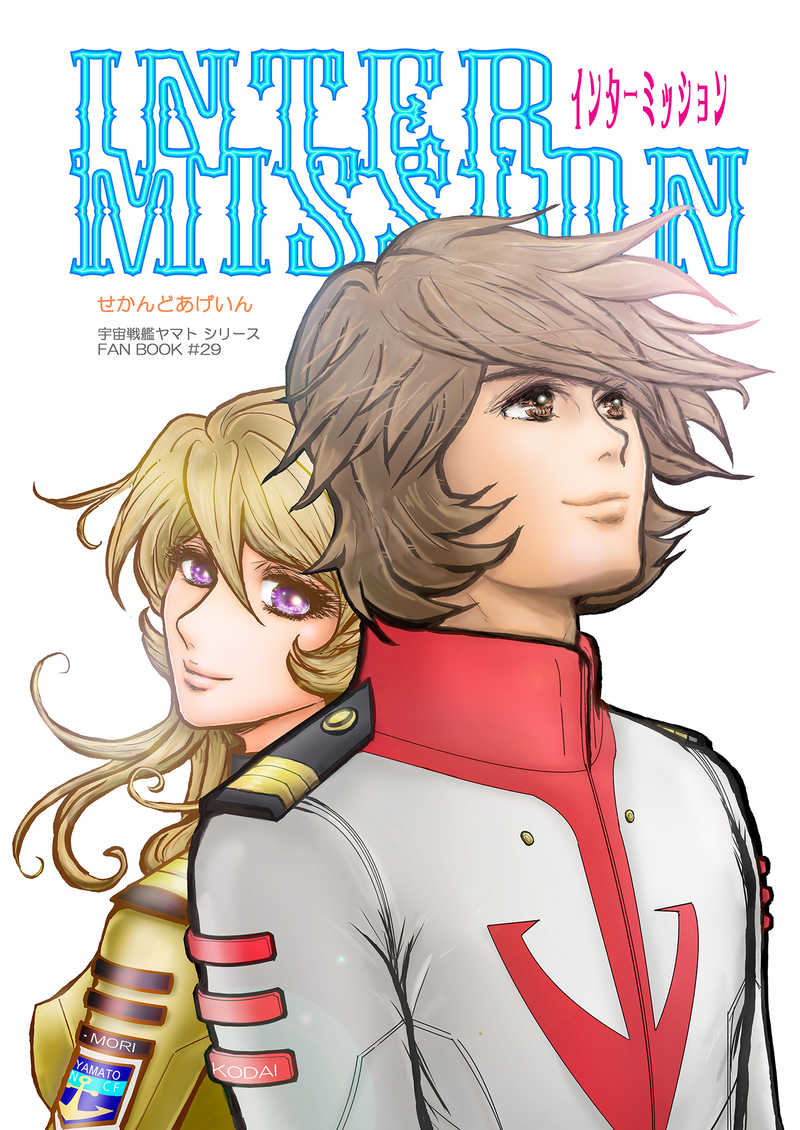 INTER
インターミッション
MISSION
せかんどあげいん
宇宙戦艦ヤマト シリース
FAN BOOK #29
- MORI
YAMATO
KODAI